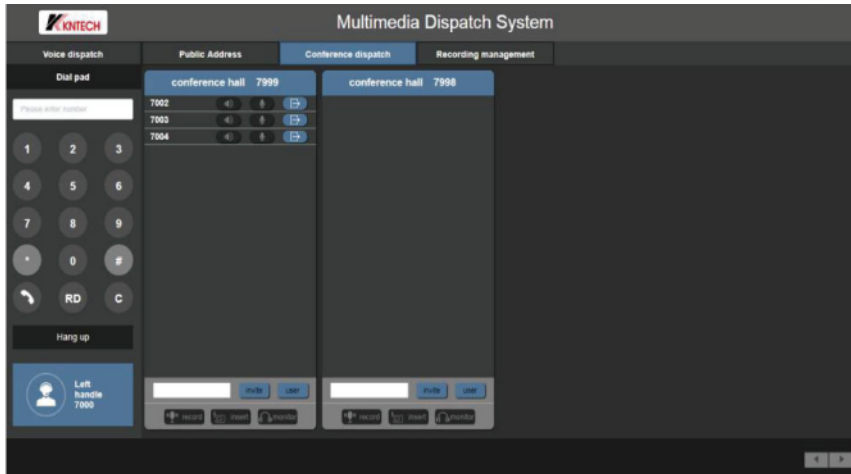 KNTECH
Multimedia Dispatch System
Voice dispatch
Public Address
Conference dispatch
Recording management
Dial pad
Please enter number
1 2 3
4 5 6
7 8 9
* 0 #
RD C
Hang up
Left
handle
7000
conference hall 7999
7002
7003
7004
invite user
record insert monitor
conference hall 7998
invite user
record insert monitor